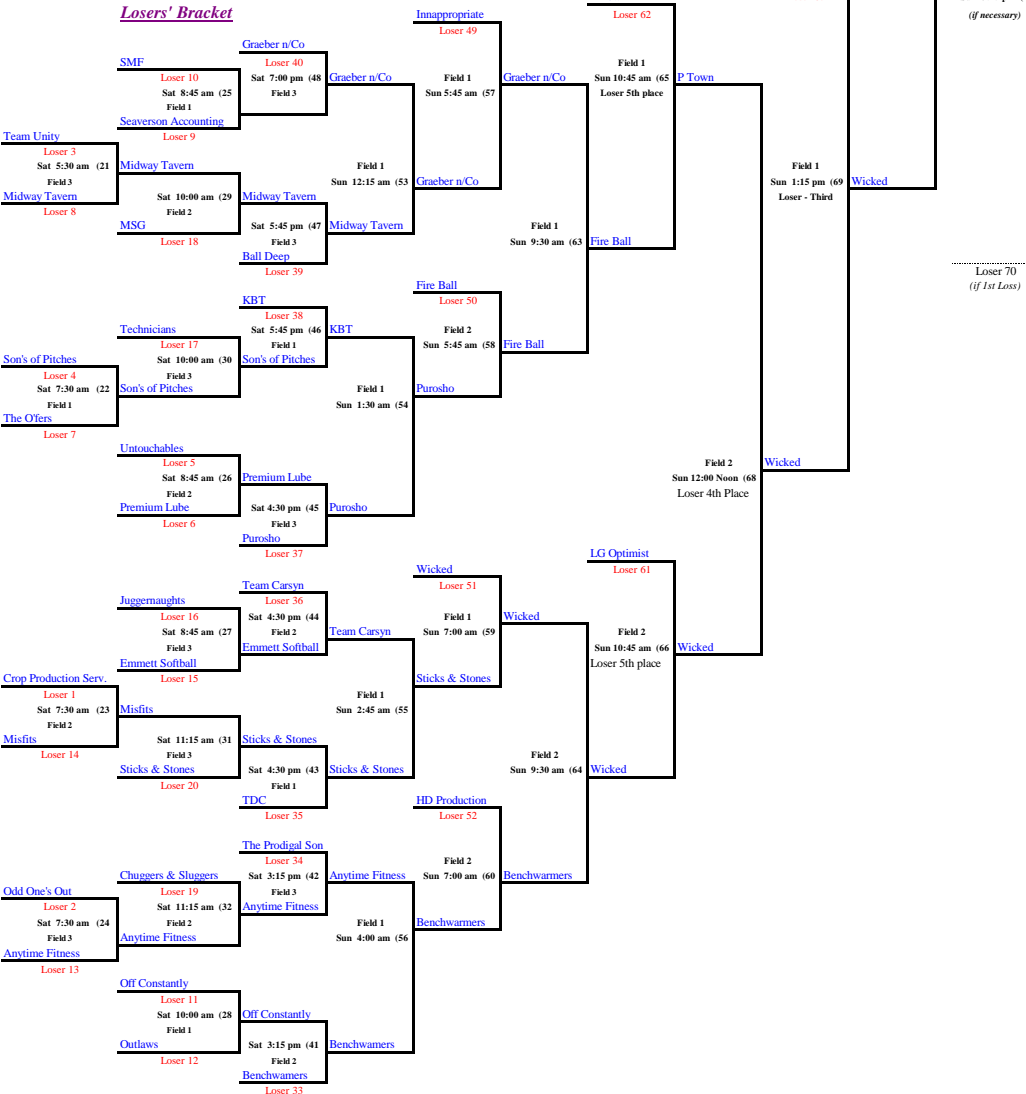 Losers' Bracket
Innappropriate
Loser 62
(if necessary)
Loser 49
Graeber n/Co
SMF
Loser 40
Field 1
Loser 10
Sat 7:00 pm (48
Graeber n/Co
Field 1
Graeber n/Co
Sun 10:45 am (65
P Town
Sat 8:45 am (25
Field 3
Sun 5:45 am (57
Loser 5th place
Field 1
Seaverson Accounting
Team Unity
Loser 9
Loser 3
Sat 5:30 am (21
Midway Tavern
Field 1
Field 1
Field 3
Sun 12:15 am (53
Graeber n/Co
Sun 1:15 pm (69
Wicked
Midway Tavern
Sat 10:00 am (29
Midway Tavern
Loser - Third
Loser 8
Field 2
MSG
Sat 5:45 pm (47
Midway Tavern
Field 1
Loser 18
Field 3
Sun 9:30 am (63
Fire Ball
Ball Deep
Loser 39
Loser 70
Fire Ball
(if 1st Loss)
KBT
Loser 50
Loser 38
Technicians
Sat 5:45 pm (46
KBT
Field 2
Loser 17
Field 1
Sun 5:45 am (58
Fire Ball
Son's of Pitches
Sat 10:00 am (30
Son's of Pitches
Loser 4
Field 3
Sat 7:30 am (22
Son's of Pitches
Field 1
Purosho
Field 1
Sun 1:30 am (54
The O'fers
Loser 7
Untouchables
Loser 5
Field 2
Wicked
Sat 8:45 am (26
Premium Lube
Sun 12:00 Noon (68
Field 2
Loser 4th Place
Premium Lube
Sat 4:30 pm (45
Purosho
Loser 6
Field 3
Purosho
Loser 37
LG Optimist
Wicked
Loser 61
Team Carsyn
Loser 51
Juggernaughts
Loser 36
Loser 16
Sat 4:30 pm (44
Field 1
Wicked
Sat 8:45 am (27
Field 2
Team Carsyn
Sun 7:00 am (59
Field 2
Field 3
Emmett Softball
Sun 10:45 am (66
Wicked
Emmett Softball
Loser 5th place
Crop Production Serv.
Loser 15
Sticks & Stones
Loser 1
Field 1
Sat 7:30 am (23
Misfits
Sun 2:45 am (55
Field 2
Misfits
Sat 11:15 am (31
Sticks & Stones
Loser 14
Field 3
Field 2
Sticks & Stones
Sat 4:30 pm (43
Sticks & Stones
Sun 9:30 am (64
Wicked
Loser 20
Field 1
TDC
HD Production
Loser 35
Loser 52
The Prodigal Son
Loser 34
Field 2
Chuggers & Sluggers
Sat 3:15 pm (42
Anytime Fitness
Sun 7:00 am (60
Benchwarmers
Odd One's Out
Loser 19
Field 3
Loser 2
Sat 11:15 am (32
Anytime Fitness
Sat 7:30 am (24
Field 2
Field 1
Benchwarmers
Field 3
Anytime Fitness
Sun 4:00 am (56
Anytime Fitness
Loser 13
Off Constantly
Loser 11
Sat 10:00 am (28
Off Constantly
Field 1
Outlaws
Sat 3:15 pm (41
Benchwamers
Loser 12
Field 2
Benchwamers
Loser 33